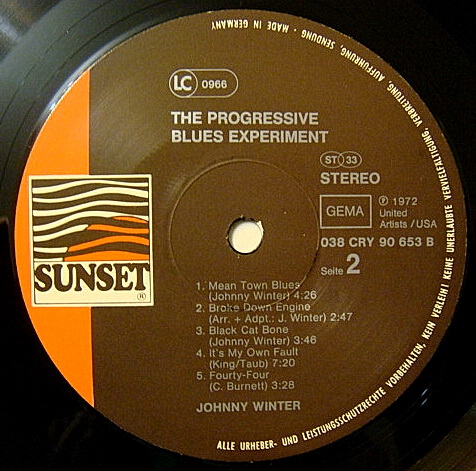 LC 0966
THE PROGRESSIVE
BLUES EXPERIMENT
ST 33
STEREO
GEMA
℗ 1972
United
Artists / USA
038 CRY 90 653 B
Seite 2
SUNSET
®
1. Mean Town Blues
(Johnny Winter) 4:26
2. Broke Down Engine
(Arr. + Adpt.: J. Winter) 2:47
3. Black Cat Bone
(Johnny Winter) 3:46
4. It's My Own Fault
(King/Taub) 7:20
5. Fourty-Four
(C. Burnett) 3:28
JOHNNY WINTER
ALLE URHEBER- UND LEISTUNGSSCHUTZRECHTE VORBEHALTEN, KEIN VERLEIH! KEINE UNERLAUBTE VERVIELFÄLTIGUNG, VERBREITUNG, AUFFÜHRUNG, SENDUNG · MADE IN GERMANY